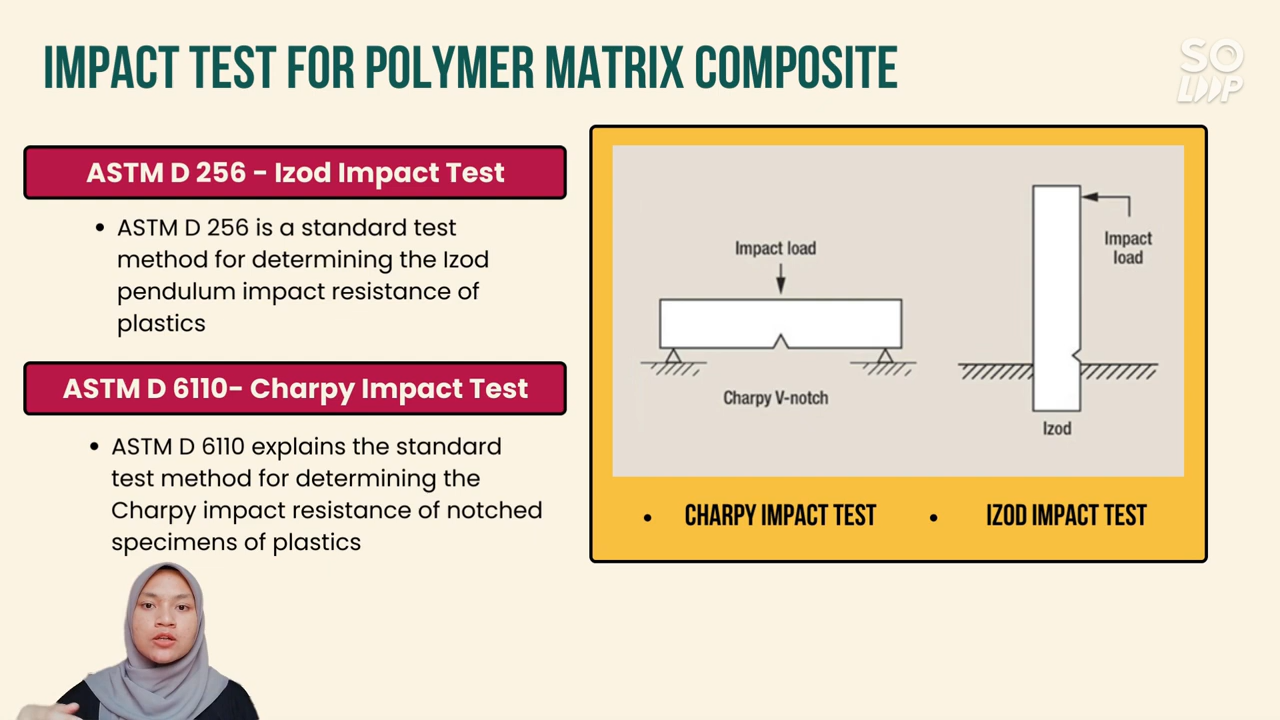 IMPACT TEST FOR POLYMER MATRIX COMPOSITE
SO
LOOP
ASTM D 256 - Izod Impact Test
• ASTM D 256 is a standard test
method for determining the Izod
pendulum impact resistance of
plastics
ASTM D 6110- Charpy Impact Test
• ASTM D 6110 explains the standard
test method for determining the
Charpy impact resistance of notched
specimens of plastics
Impact load
Charpy V-notch
Impact
load
Izod
• CHARPY IMPACT TEST
• IZOD IMPACT TEST